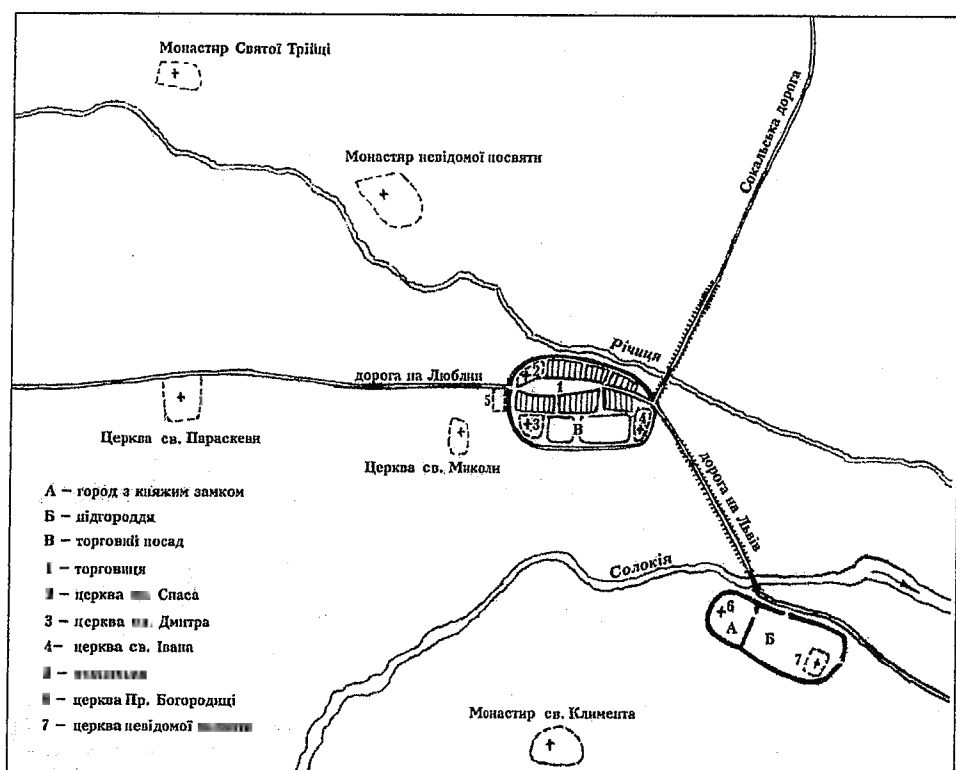 Монастир Святої Трійці
Сокальська дорога
Монастяр невідомої посвяти
Річиця
дорога на Люблин
2
1
5
3
В
4
Церква св. Параскеви
Церква св. Миколи
дорога на Львів
А – город з княжим замком
Б – підгороддя
В – торговий посад
1 – торговиця
– церква Спаса
3 – церква Дмитра
4– церква св. Івана
– церква Пр. Богородиці
7 – церква невідомої
Солокія
6
А
Б
7
Монастир св. Климента